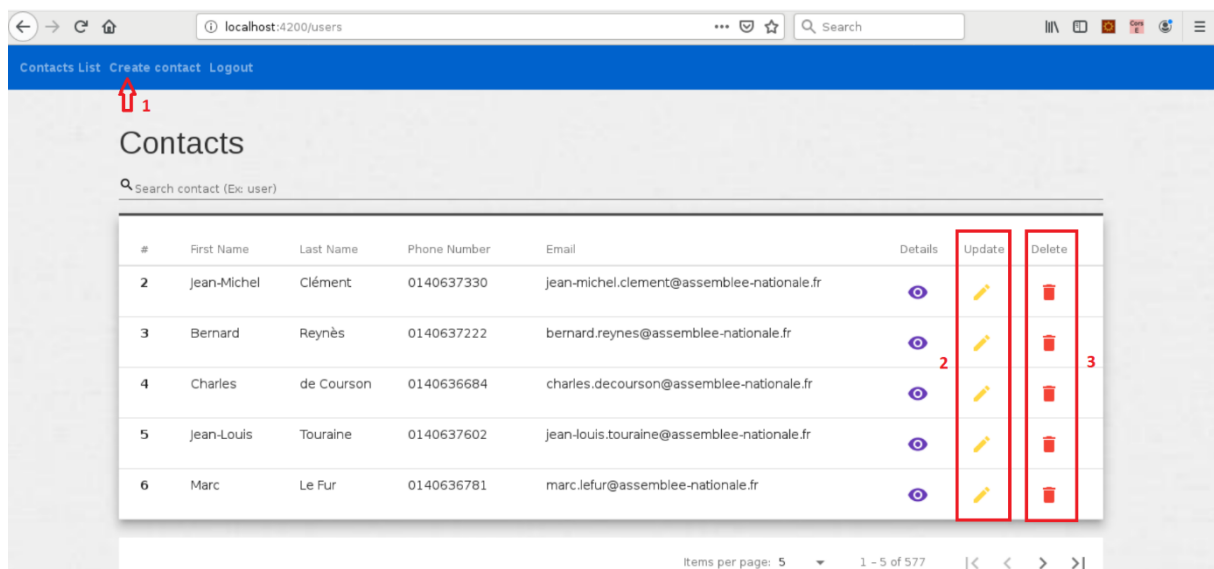 localhost:4200/users
Search
Contacts List Create contact Logout
1
Contacts
Search contact (Ex: user)
# First Name Last Name Phone Number Email Details Update Delete
2 Jean-Michel Clément 0140637330 jean-michel.clement@assemblee-nationale.fr
3 Bernard Reynès 0140637222 bernard.reynes@assemblee-nationale.fr
2 3
4 Charles de Courson 0140636684 charles.decourson@assemblee-nationale.fr
5 Jean-Louis Touraine 0140637602 jean-louis.touraine@assemblee-nationale.fr
6 Marc Le Fur 0140636781 marc.lefur@assemblee-nationale.fr
Items per page: 5 1 – 5 of 577